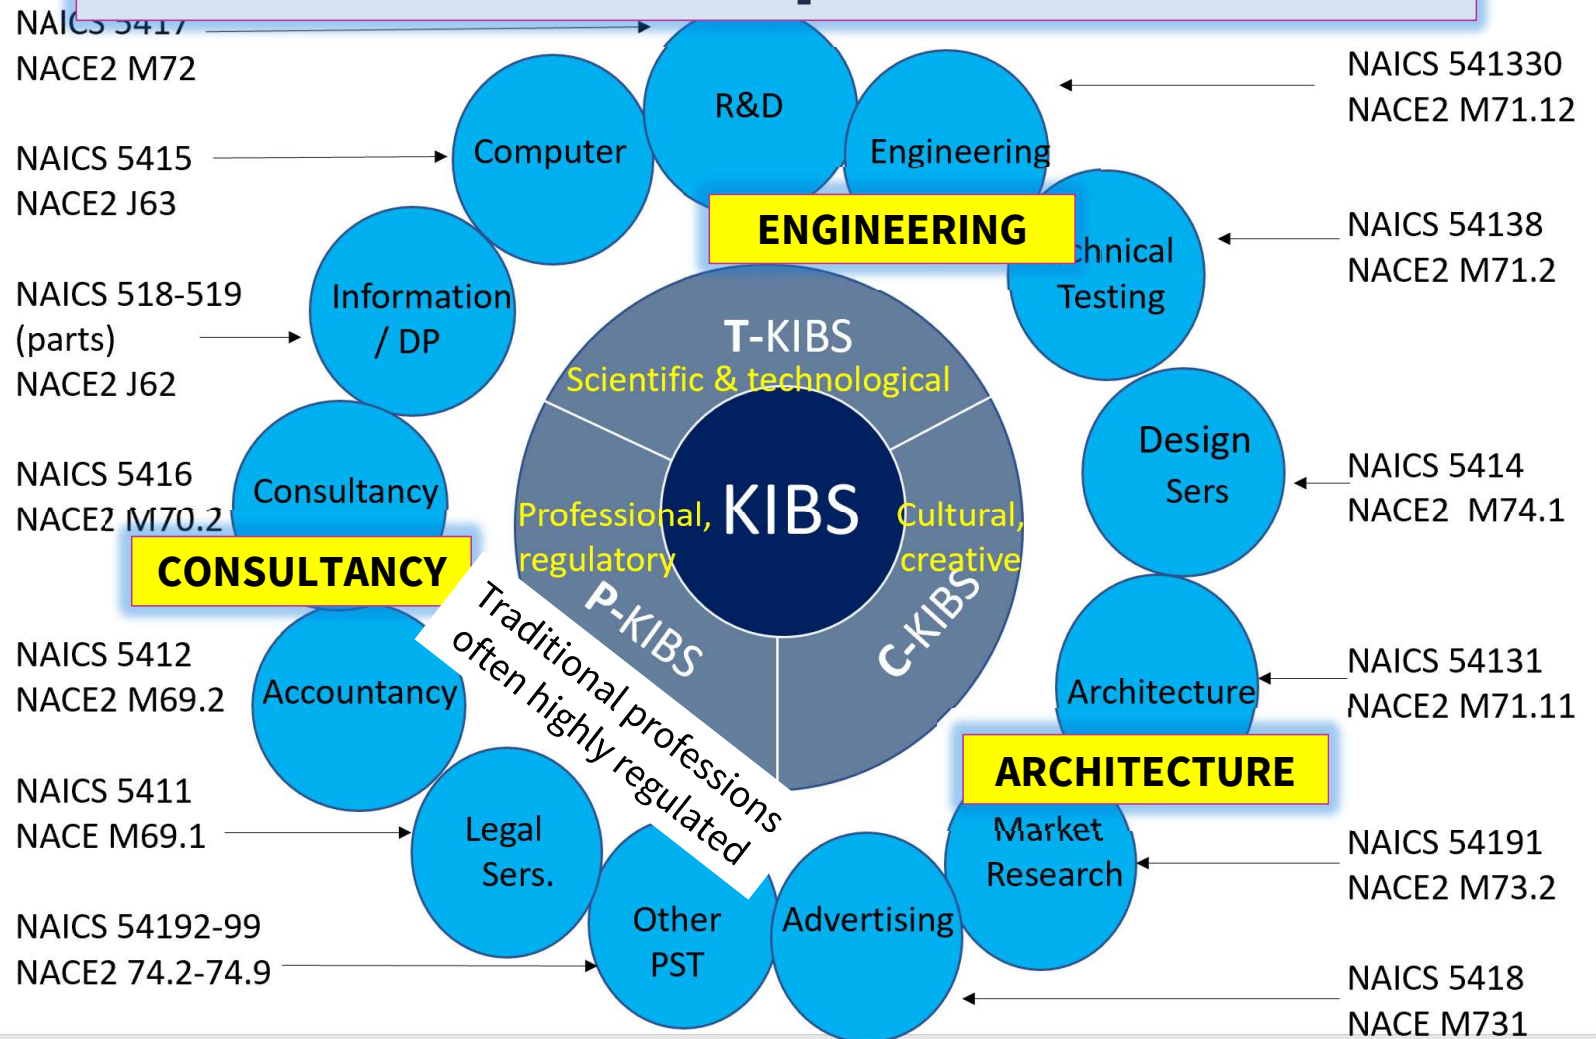 NAICS 5417
NACE2 M72
NAICS 5415
NACE2 J63
NAICS 518-519
(parts)
NACE2 J62
NAICS 5416
NACE2 M70.2
NAICS 5412
NACE2 M69.2
NAICS 5411
NACE M69.1
NAICS 54192-99
NACE2 74.2-74.9
R&D
Computer
Engineering
ENGINEERING
chnical
Testing
Information
/ DP
T-KIBS
Scientific & technological
Design
Sers
Consultancy
KIBS
Professional,
regulatory
Cultural,
creative
CONSULTANCY
P-KIBS
C-KIBS
Traditional professions
often highly regulated
Accountancy
Architecture
ARCHITECTURE
Legal
Sers.
Market
Research
Other
PST
Advertising
NAICS 541330
NACE2 M71.12
NAICS 54138
NACE2 M71.2
NAICS 5414
NACE2 M74.1
NAICS 54131
NACE2 M71.11
NAICS 54191
NACE2 M73.2
NAICS 5418
NACE M731